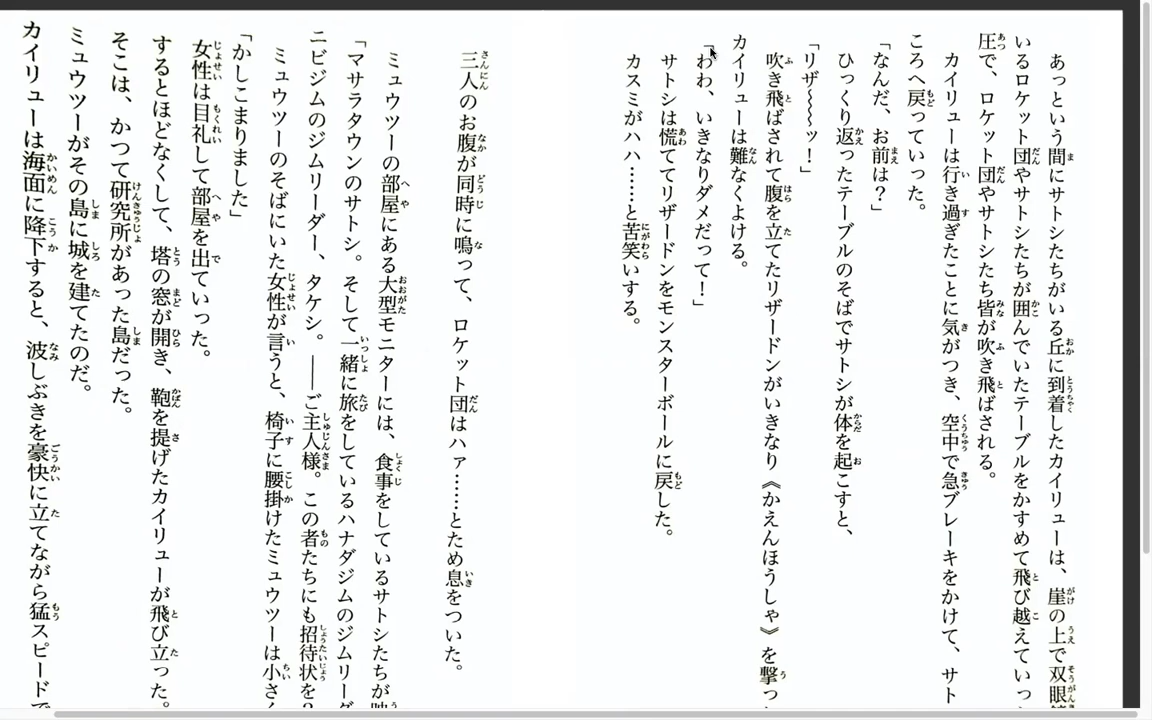 あっという間にサトシたちがいる丘に到着したカイリューは、崖の上で双眼
いるロケット団やサトシたちが囲んでいたテーブルをかすめて飛び越えていっ
圧で、ロケット団やサトシたち皆が吹き飛ばされる。
カイリューは行き過ぎたことに気がつき、空中で急ブレーキをかけて、サト
ころへ戻っていった。
「なんだ、お前は？」
ひっくり返ったテーブルのそばでサトシが体を起こすと、
「リザ〜〜〜ッ！」
吹き飛ばされて腹を立てたリザードンがいきなり《かえんほうしゃ》を撃っ
カイリューは難なくよける。
「わわ、いきなりダメだって！」
サトシは慌ててリザードンをモンスターボールに戻した。
カスミがハハ……と苦笑いする。
三人のお腹が同時に鳴って、ロケット団はハァ……とため息をついた。
ミュウツーの部屋にある大型モニターには、食事をしているサトシたちが
「マサラタウンのサトシ。そして一緒に旅をしているハナダジムのジムリーダ
ニビジムのジムリーダー、タケシ。――ご主人様。この者たちにも招待状を？
ミュウツーのそばにいた女性が言うと、椅子に腰掛けたミュウツーは小さく
「かしこまりました」
女性は目礼して部屋を出ていった。
するとほどなくして、塔の窓が開き、鞄を提げたカイリューが飛び立った。
そこは、かつて研究所があった島だった。
ミュウツーがその島に城を建てたのだ。
カイリューは海面に降下すると、波しぶきを豪快に立てながら猛スピードで